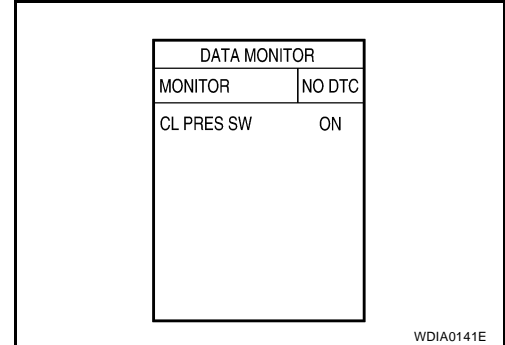 DATA MONITOR
MONITOR NO DTC
CL PRES SW ON
WDIA0141E